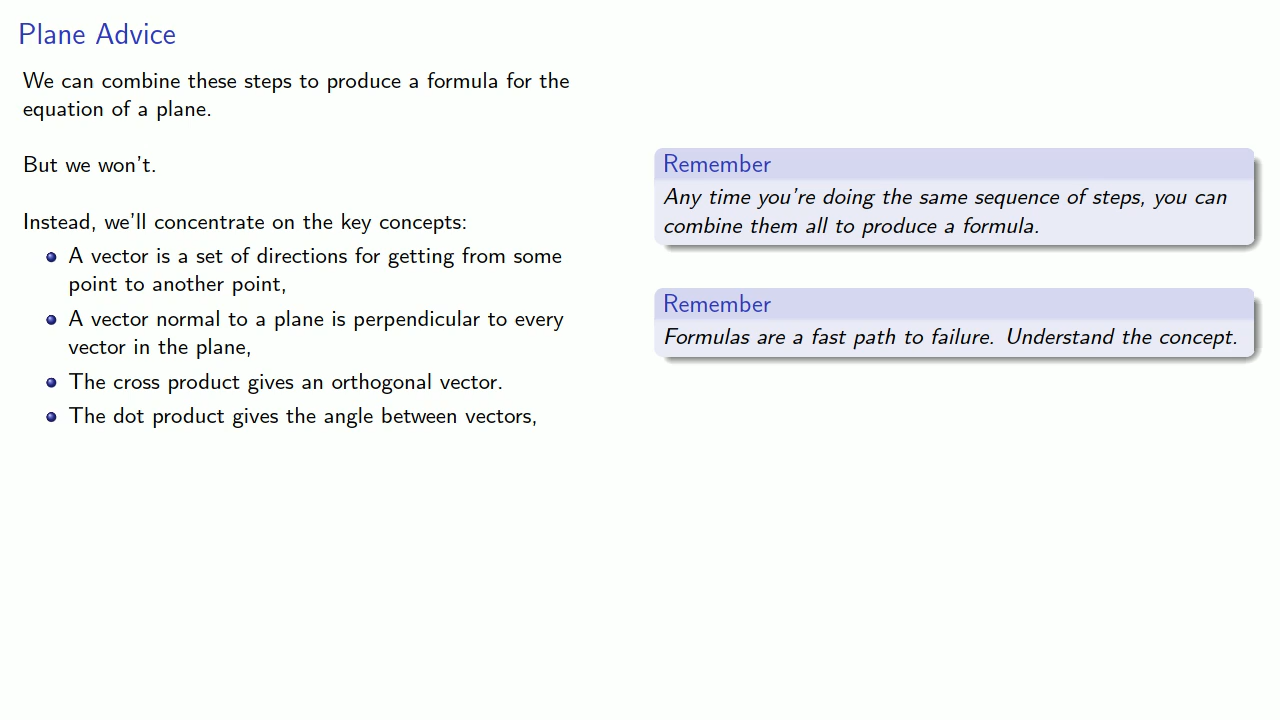 Plane Advice
We can combine these steps to produce a formula for the
equation of a plane.
But we won't.
Instead, we'll concentrate on the key concepts:
A vector is a set of directions for getting from some
point to another point,
A vector normal to a plane is perpendicular to every
vector in the plane,
The cross product gives an orthogonal vector.
The dot product gives the angle between vectors,
Remember
Any time you're doing the same sequence of steps, you can
combine them all to produce a formula.
Remember
Formulas are a fast path to failure. Understand the concept.